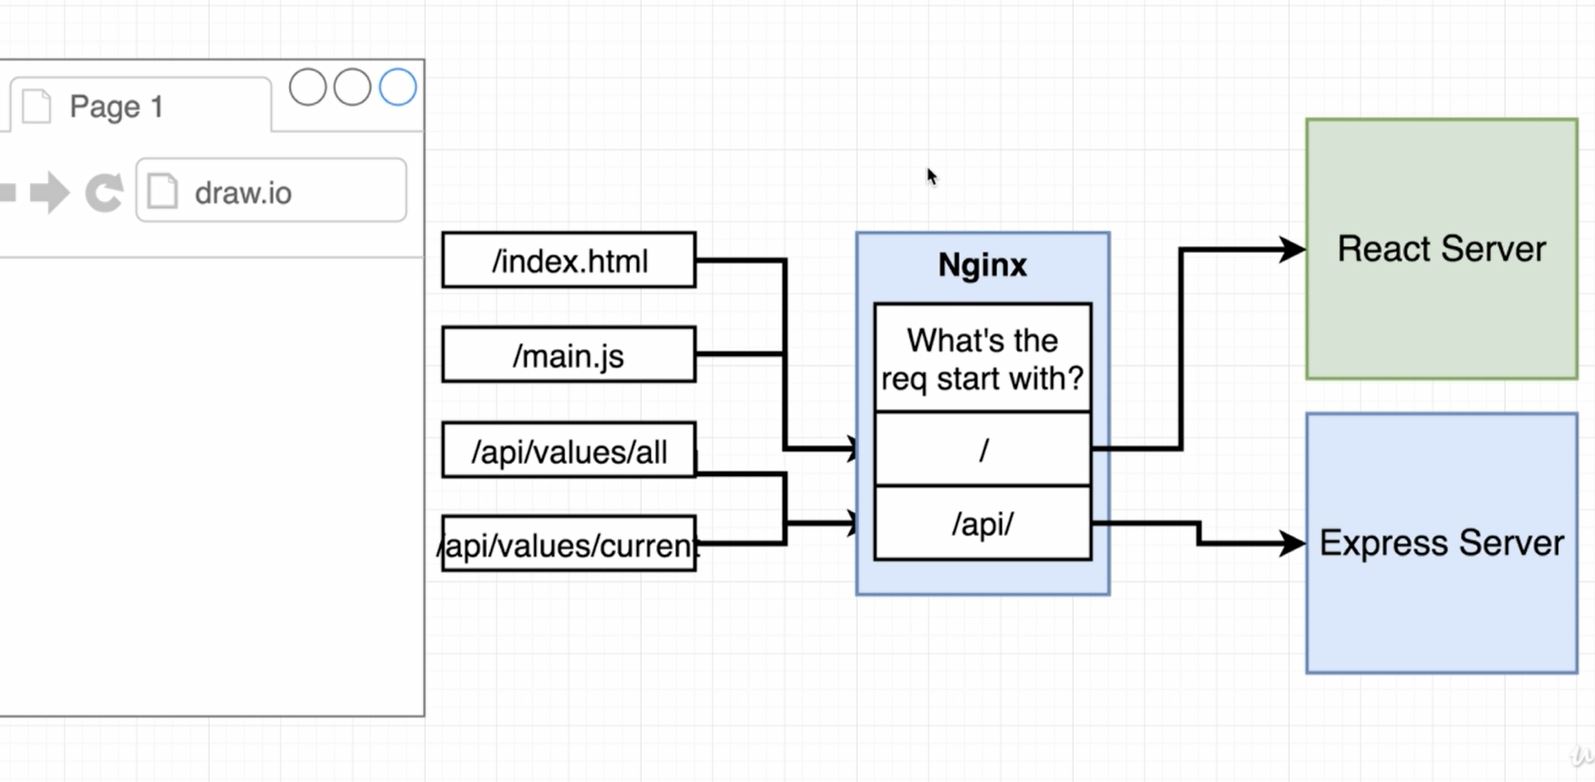 Page 1
draw.io
/index.html
/main.js
/api/values/all
/api/values/current
Nginx
What's the
req start with?
/
/api/
React Server
Express Server